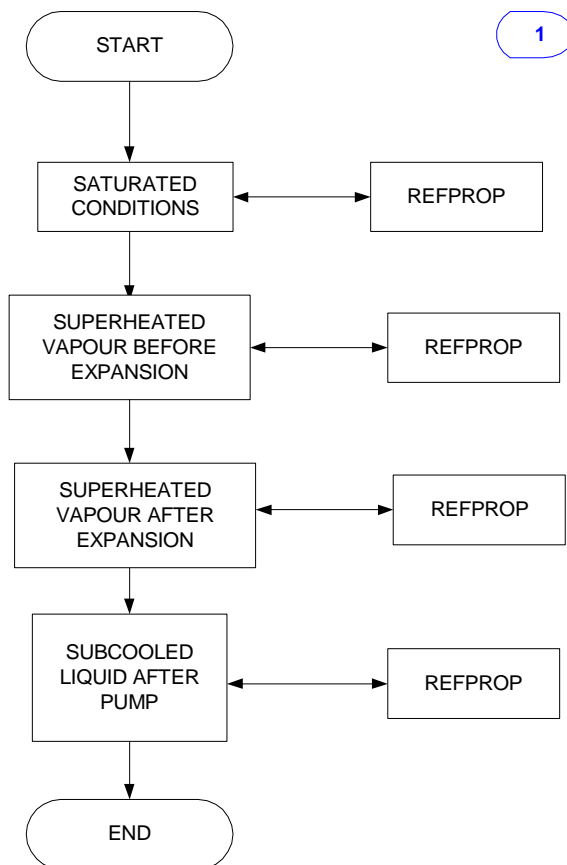 START
1
SATURATED
CONDITIONS
REFPROP
SUPERHEATED
VAPOUR BEFORE
EXPANSION
REFPROP
SUPERHEATED
VAPOUR AFTER
EXPANSION
REFPROP
SUBCOOLED
LIQUID AFTER
PUMP
REFPROP
END